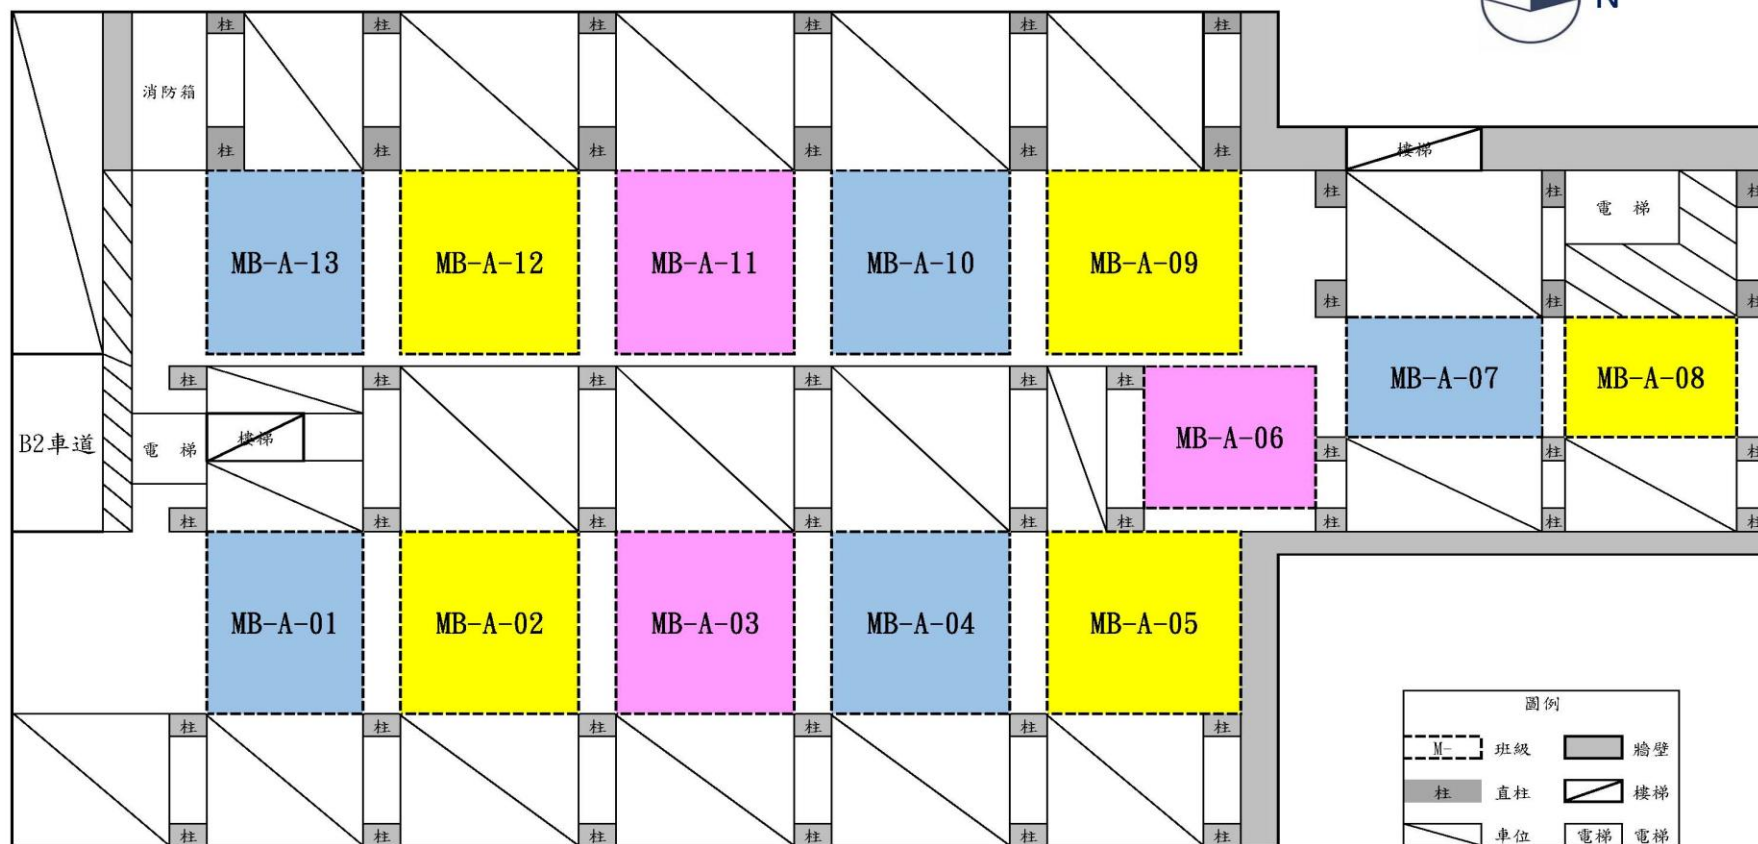 N
柱 柱 柱 柱 柱 柱
消防箱
柱 柱 柱 柱 柱 柱
樓梯
柱 柱 柱
電 梯
MB-A-13 MB-A-12 MB-A-11 MB-A-10 MB-A-09
柱 柱 柱
MB-A-07 MB-A-08
柱 柱 柱 柱 柱 柱
B2車道 電 梯 樓梯
MB-A-06
柱 柱 柱
柱 柱 柱 柱 柱 柱 柱 柱 柱
MB-A-01 MB-A-02 MB-A-03 MB-A-04 MB-A-05
柱 柱 柱 柱 柱 柱
柱 柱 柱 柱 柱 柱
圖例
M- 班級 牆壁
柱 直柱 樓梯
車位 電梯 電梯